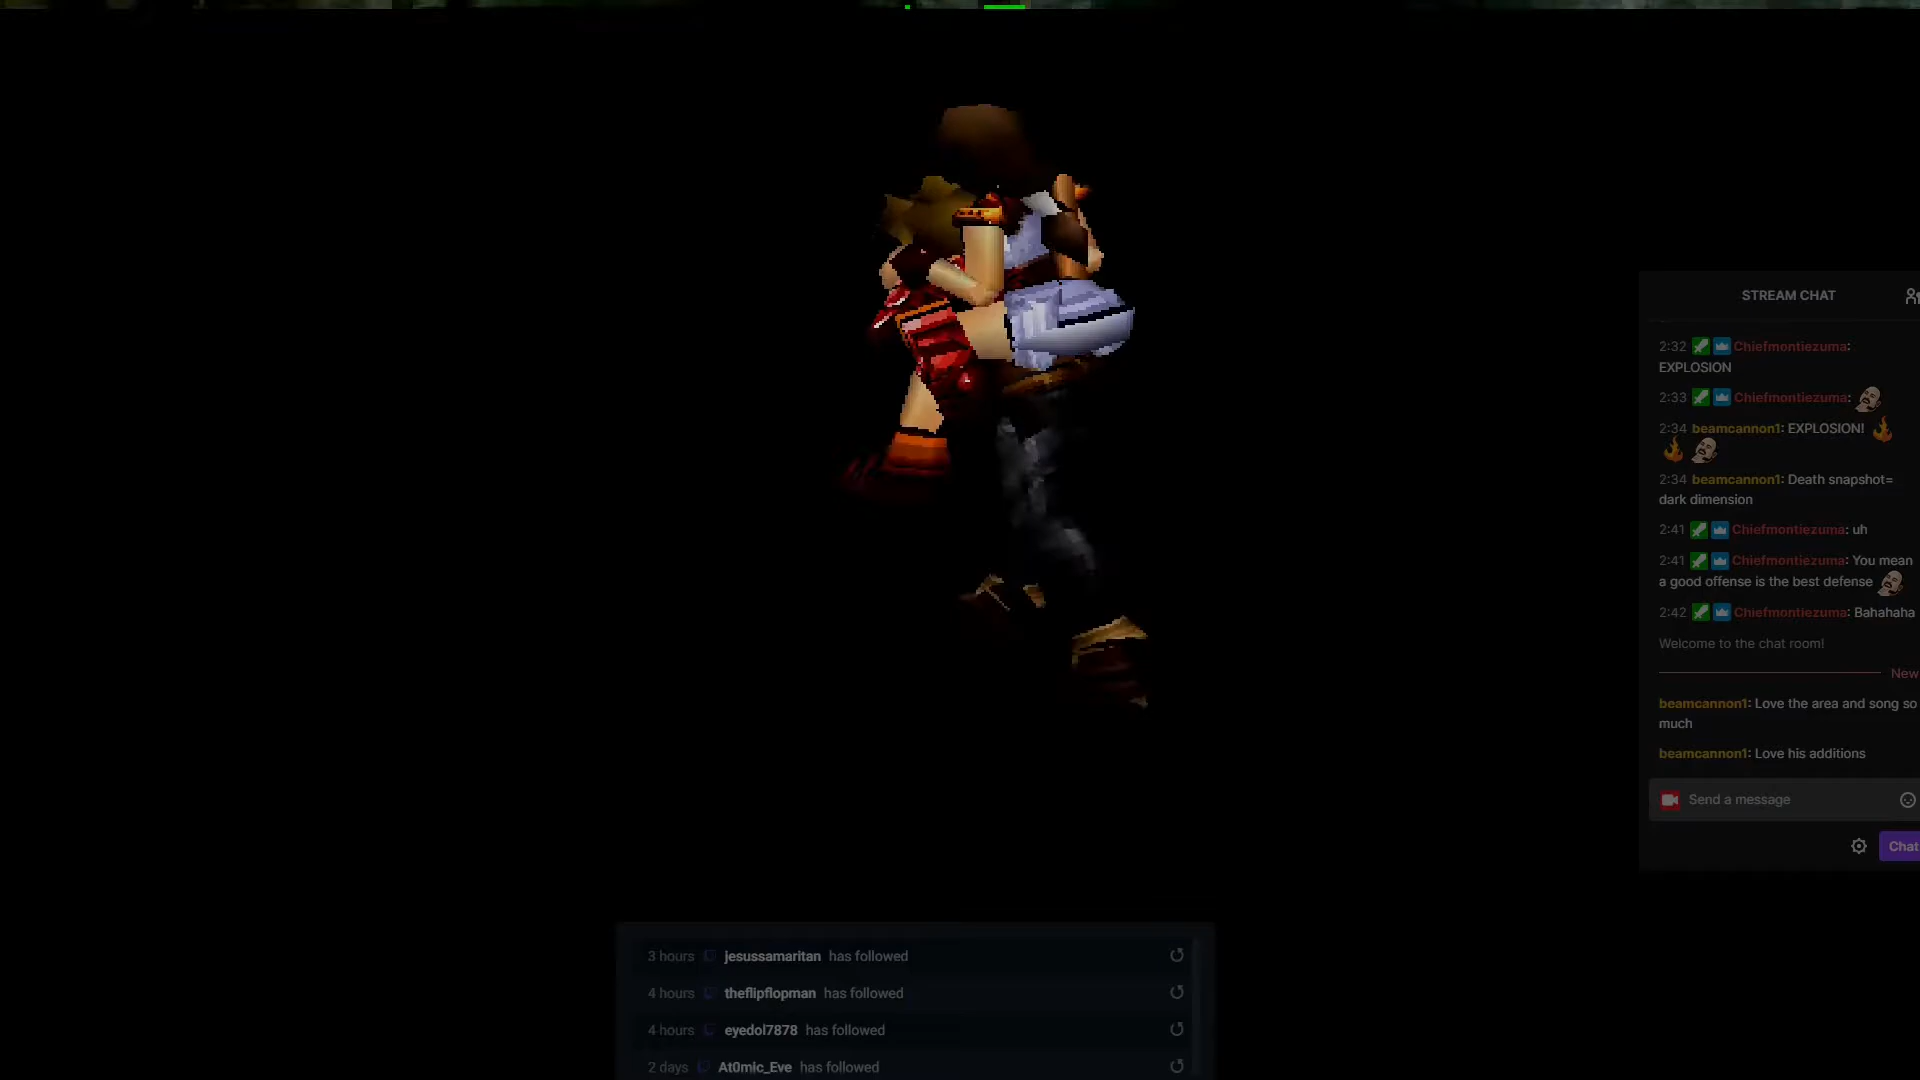 STREAM CHAT
2:32 Chiefmontiezuma:
EXPLOSION
2:33 Chiefmontiezuma:
2:34 beamcannon1: EXPLOSION!
2:34 beamcannon1: Death snapshot=
dark dimension
2:41 Chiefmontiezuma: uh
2:41 Chiefmontiezuma: You mean
a good offense is the best defense
2:42 Chiefmontiezuma: Bahahaha
Welcome to the chat room!
New
beamcannon1: Love the area and song so
much
beamcannon1: Love his additions
Send a message
Chat
3 hours jesussamaritan has followed
4 hours theflipflopman has followed
4 hours eyedol7878 has followed
2 days At0mic_Eve has followed